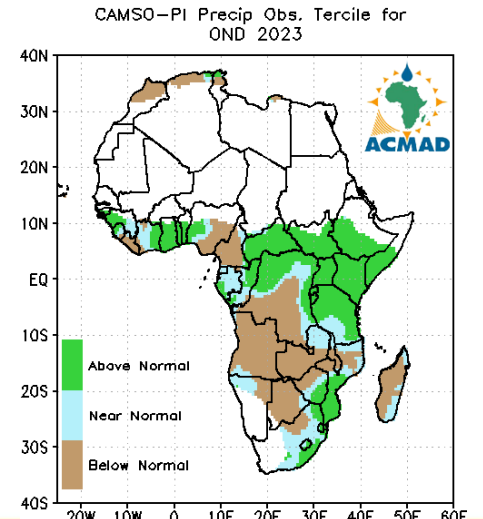 CAMSO-PI Precip Obs. Tercile for
OND 2023
40N
30N
20N
10N
EQ
10S
20S
30S
40S
ACMAD
Above Normal
Near Normal
Below Normal
20W 10W 0 10E 20E 30E 40E 50E 60E